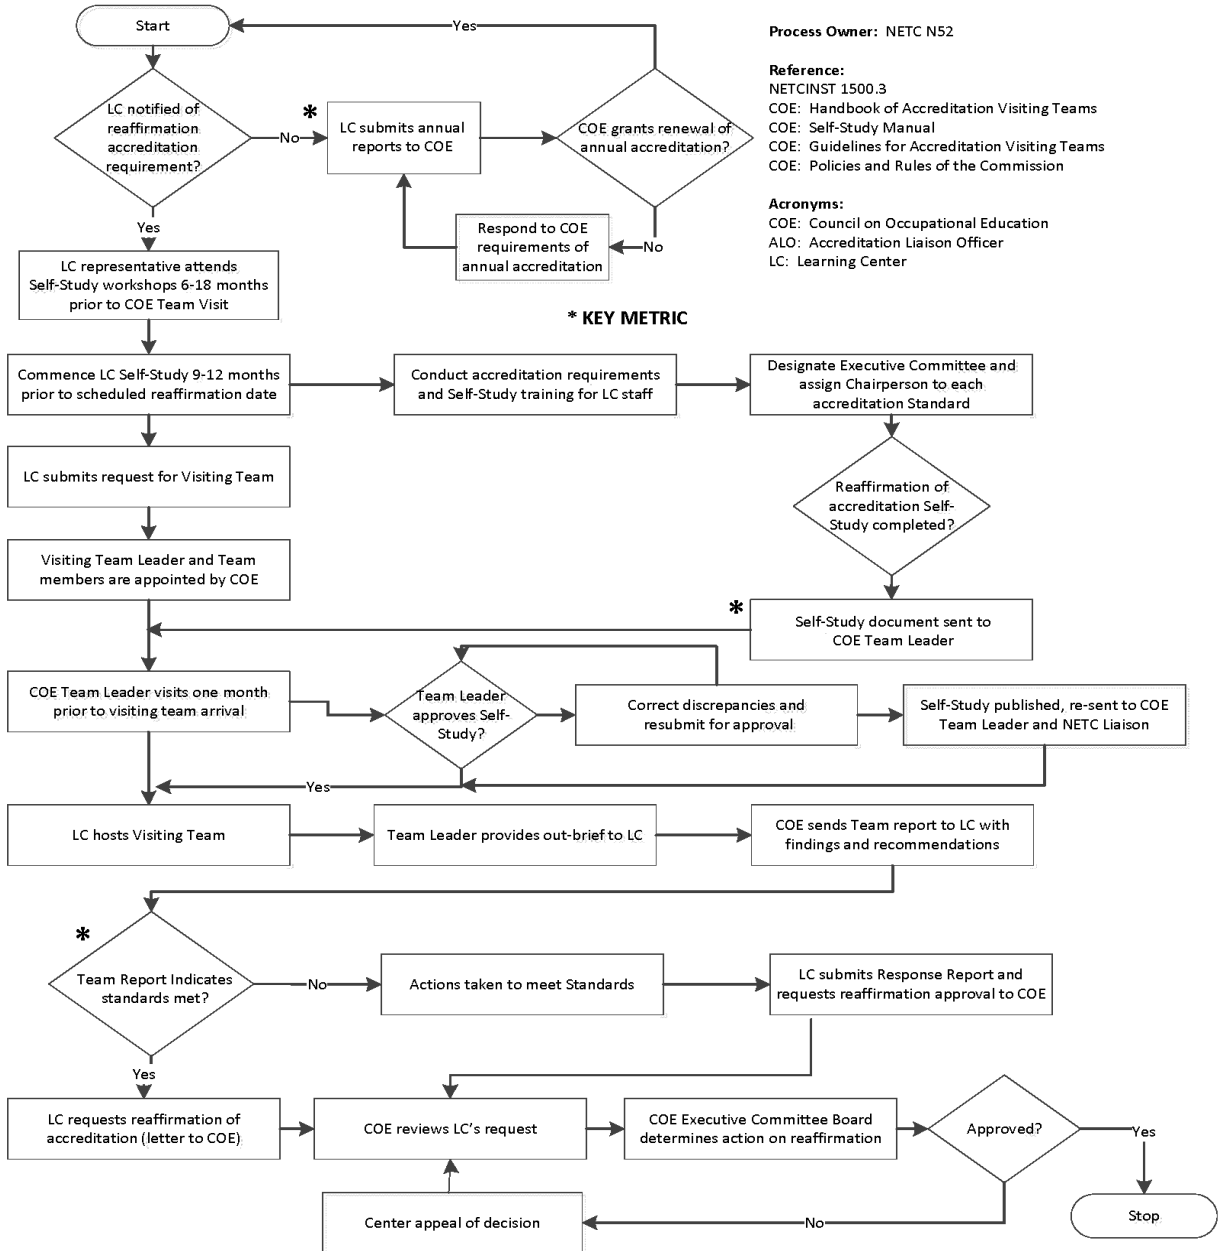 Start
Yes
Process Owner: NETC N52
Reference:
NETCINST 1500.3
COE: Handbook of Accreditation Visiting Teams
COE: Self-Study Manual
COE: Guidelines for Accreditation Visiting Teams
COE: Policies and Rules of the Commission
Acronyms:
COE: Council on Occupational Education
ALO: Accreditation Liaison Officer
LC: Learning Center
LC notified of
reaffirmation
accreditation
requirement?
No
*
LC submits annual
reports to COE
COE grants renewal of
annual accreditation?
Yes
Respond to COE
requirements of
annual accreditation
No
LC representative attends
Self-Study workshops 6-18 months
prior to COE Team Visit
* KEY METRIC
Commence LC Self-Study 9-12 months
prior to scheduled reaffirmation date
Conduct accreditation requirements
and Self-Study training for LC staff
Designate Executive Committee and
assign Chairperson to each
accreditation Standard
LC submits request for Visiting Team
Reaffirmation of
accreditation Self-
Study completed?
Visiting Team Leader and Team
members are appointed by COE
*
Self-Study document sent to
COE Team Leader
COE Team Leader visits one month
prior to visiting team arrival
Team Leader
approves Self-
Study?
Correct discrepancies and
resubmit for approval
Self-Study published, re-sent to COE
Team Leader and NETC Liaison
Yes
LC hosts Visiting Team
Team Leader provides out-brief to LC
COE sends Team report to LC with
findings and recommendations
*
Team Report Indicates
standards met?
No
Actions taken to meet Standards
LC submits Response Report and
requests reaffirmation approval to COE
Yes
LC requests reaffirmation of
accreditation (letter to COE)
COE reviews LC's request
COE Executive Committee Board
determines action on reaffirmation
Approved?
Yes
Center appeal of decision
No
Stop